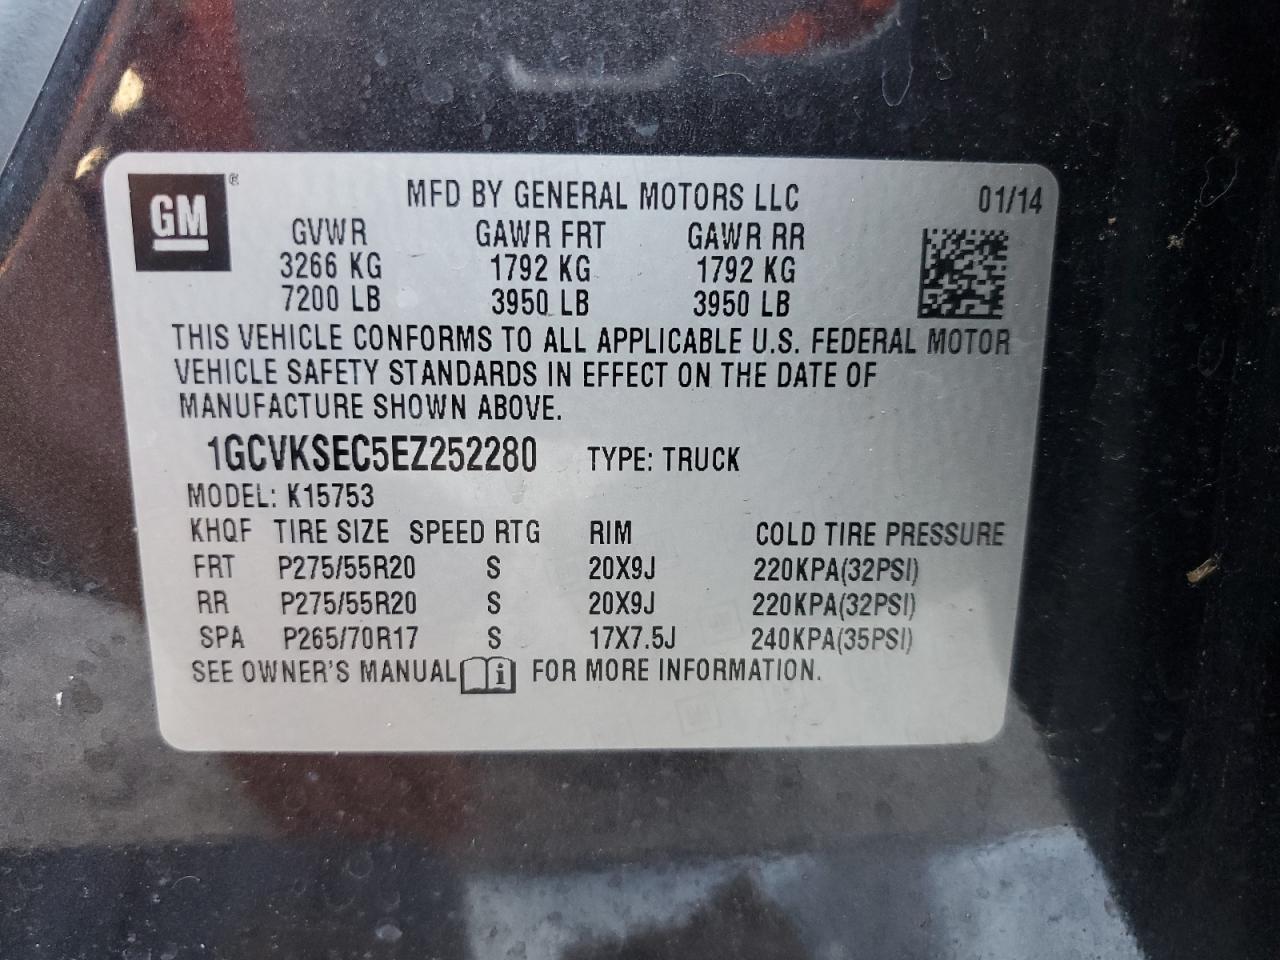 GM ® MFD BY GENERAL MOTORS LLC 01/14
GVWR GAWR FRT GAWR RR
3266 KG 1792 KG 1792 KG
7200 LB 3950 LB 3950 LB
THIS VEHICLE CONFORMS TO ALL APPLICABLE U.S. FEDERAL MOTOR
VEHICLE SAFETY STANDARDS IN EFFECT ON THE DATE OF
MANUFACTURE SHOWN ABOVE.
1GCVKSEC5EZ252280 TYPE: TRUCK
MODEL: K15753
KHQF TIRE SIZE SPEED RTG RIM COLD TIRE PRESSURE
FRT P275/55R20 S 20X9J 220KPA(32PSI)
RR P275/55R20 S 20X9J 220KPA(32PSI)
SPA P265/70R17 S 17X7.5J 240KPA(35PSI)
SEE OWNER'S MANUAL i FOR MORE INFORMATION.